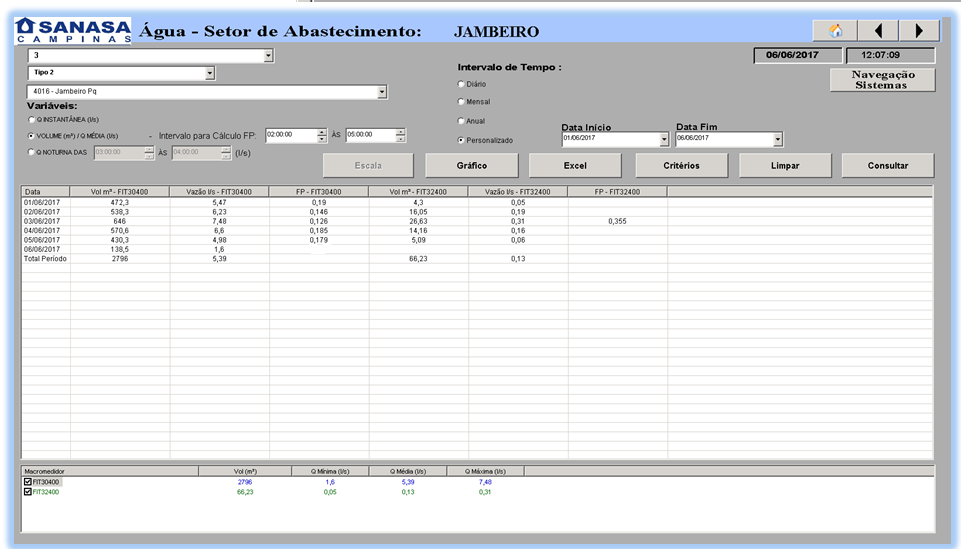 SANASA
CAMPINAS
Água - Setor de Abastecimento: JAMBEIRO
3
06/06/2017 12:07:09
Tipo 2
Intervalo de Tempo :
Navegação
Sistemas
4016 - Jambeiro Pq
Diário
Variáveis:
Mensal
Q INSTANTÂNEA (l/s)
Anual
Data Início Data Fim
VOLUME (m³) / Q MÉDIA (l/s) - Intervalo para Cálculo FP: 02:00:00 ÀS 05:00:00
Personalizado 01/06/2017 06/06/2017
Q NOTURNA DAS 03:00:00 ÀS 04:00:00 (l/s)
Escala Gráfico Excel Critérios Limpar Consultar
Data Vol m³ - FIT30400 Vazão l/s - FIT30400 FP - FIT30400 Vol m³ - FIT32400 Vazão l/s - FIT32400 FP - FIT32400
01/06/2017 472,3 5,47 0,19 4,3 0,05
02/06/2017 538,3 6,23 0,146 16,05 0,19
03/06/2017 646 7,48 0,126 26,63 0,31 0,355
04/06/2017 570,6 6,6 0,185 14,16 0,16
05/06/2017 430,3 4,98 0,179 5,09 0,06
06/06/2017 138,5 1,6
Total Período 2796 5,39 66,23 0,13
Macromedidor Vol (m³) Q Mínima (l/s) Q Média (l/s) Q Máxima (l/s)
FIT30400 2796 1,6 5,39 7,48
FIT32400 66,23 0,05 0,13 0,31